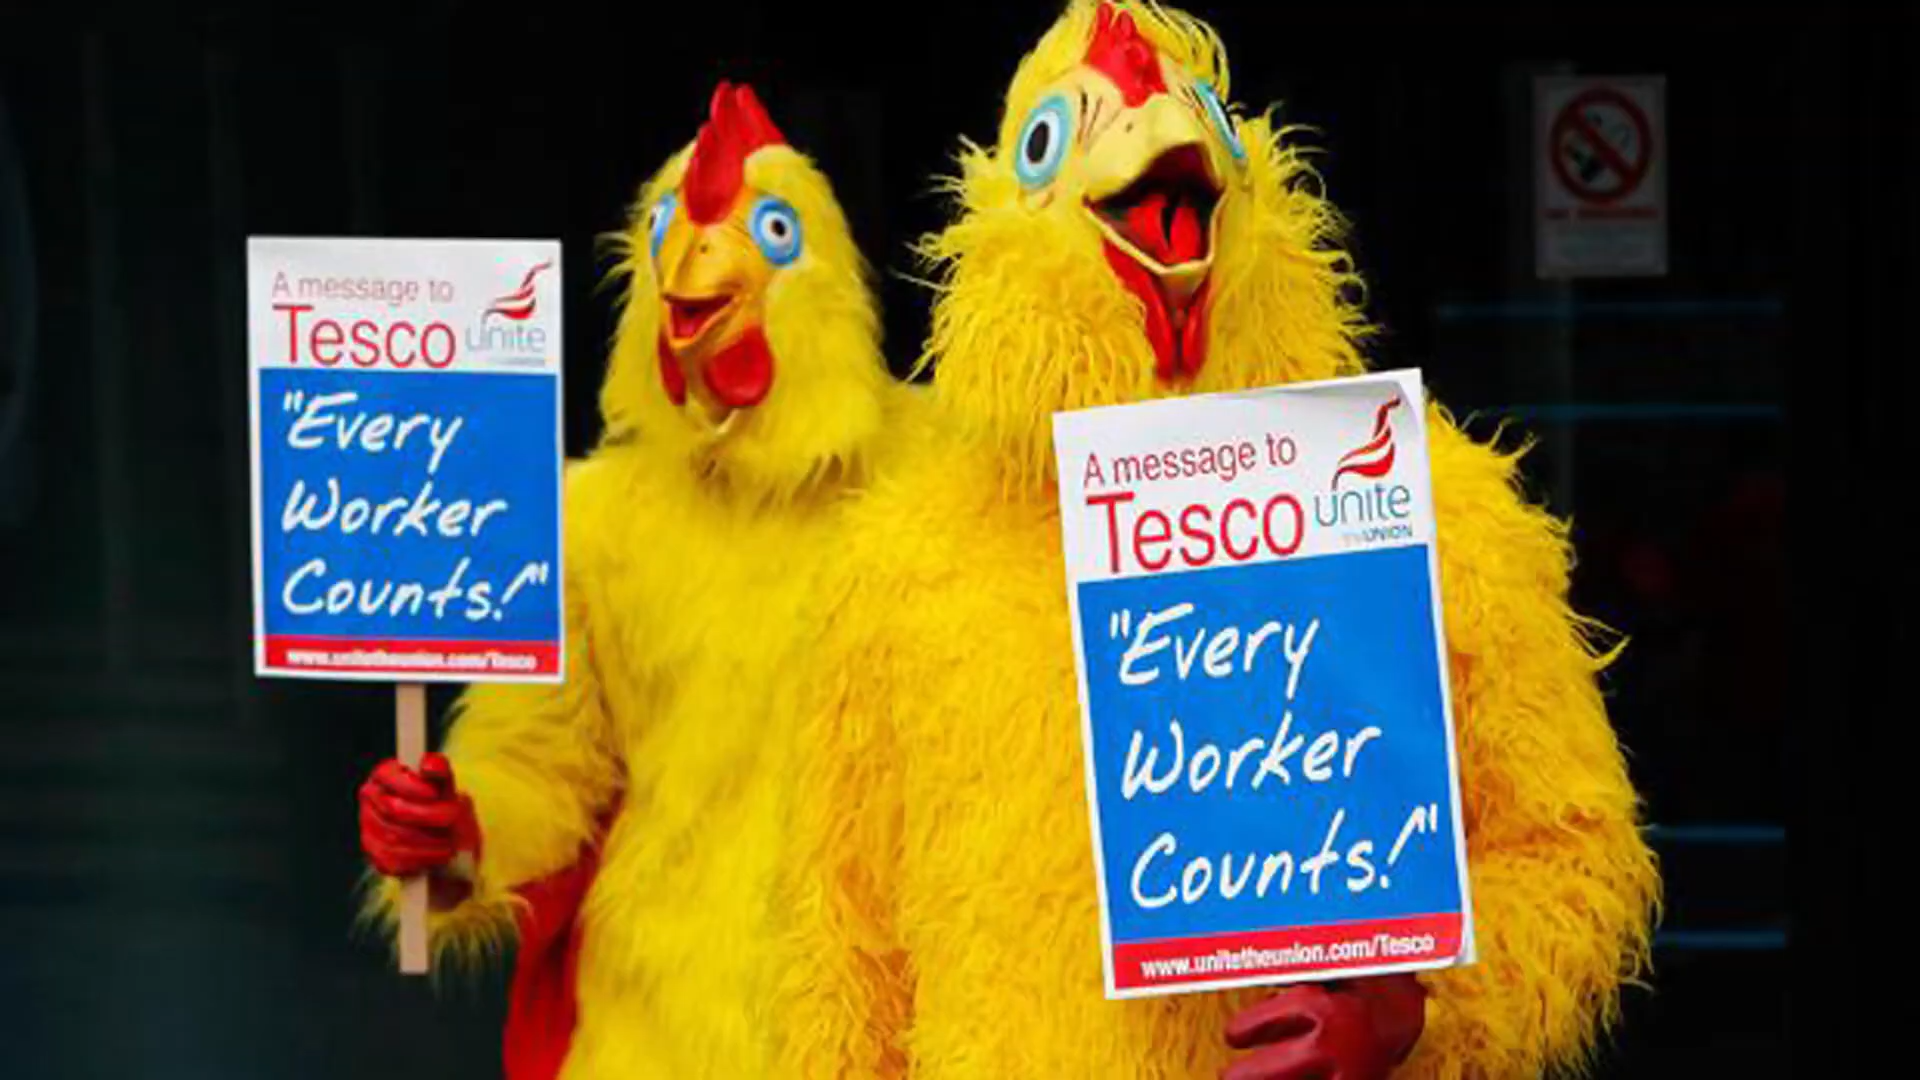 A message to
Tesco
unite
"Every
Worker
Counts!"
www.unitetheunion.com/Tesco
A message to
Tesco
unite
the UNION
"Every
Worker
Counts!"
www.unitetheunion.com/Tesco